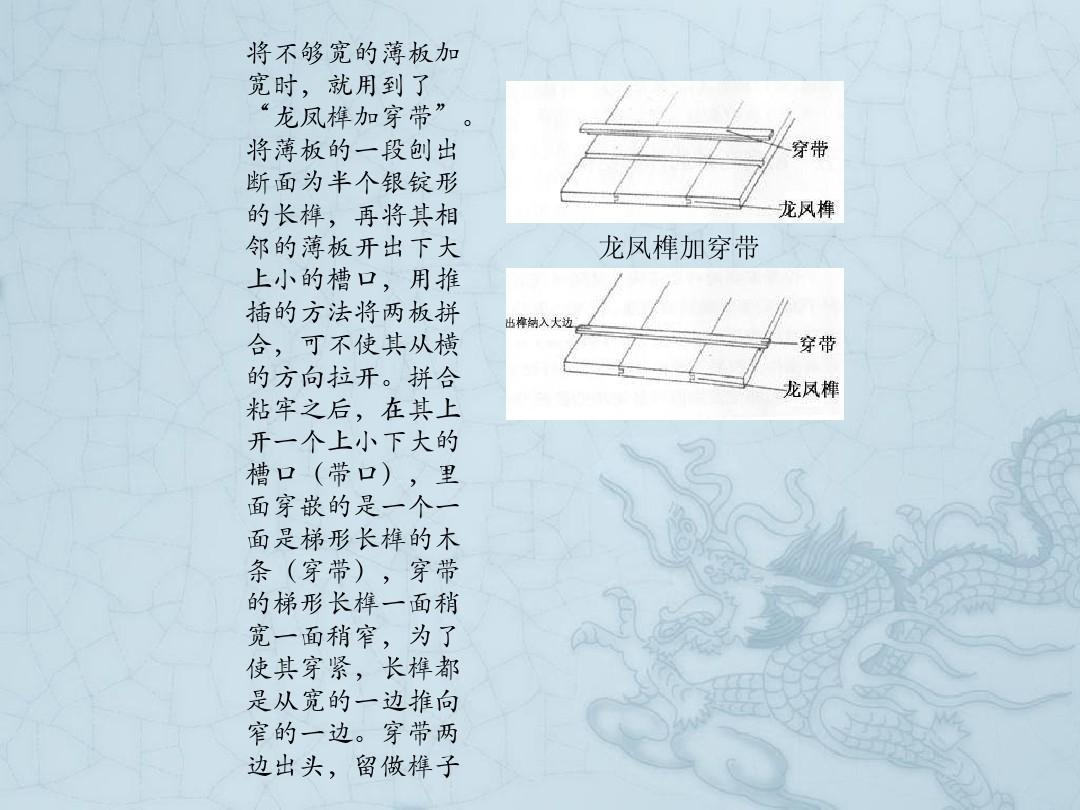 将不够宽的薄板加
宽时，就用到了
“龙凤榫加穿带”。
将薄板的一段刨出
断面为半个银锭形
的长榫，再将其相
邻的薄板开出下大
上小的槽口，用推
插的方法将两板拼
合，可不使其从横
的方向拉开。拼合
粘牢之后，在其上
开一个上小下大的
槽口（带口），里
面穿嵌的是一个一
面是梯形长榫的木
条（穿带），穿带
的梯形长榫一面稍
宽一面稍窄，为了
使其穿紧，长榫都
是从宽的一边推向
窄的一边。穿带两
边出头，留做榫子
穿带
龙凤榫
龙凤榫加穿带
出榫纳入大边
穿带
龙凤榫